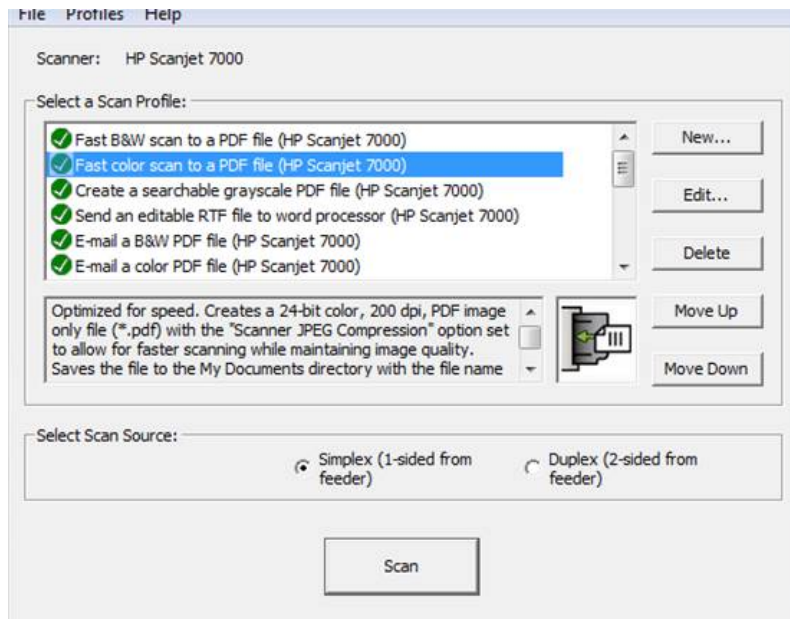 File Profiles Help
Scanner: HP Scanjet 7000
Select a Scan Profile:
Fast B&W scan to a PDF file (HP Scanjet 7000)
Fast color scan to a PDF file (HP Scanjet 7000)
Create a searchable grayscale PDF file (HP Scanjet 7000)
Send an editable RTF file to word processor (HP Scanjet 7000)
E-mail a B&W PDF file (HP Scanjet 7000)
E-mail a color PDF file (HP Scanjet 7000)
New...
Edit...
Delete
Move Up
Move Down
Optimized for speed. Creates a 24-bit color, 200 dpi, PDF image
only file (*.pdf) with the "Scanner JPEG Compression" option set
to allow for faster scanning while maintaining image quality.
Saves the file to the My Documents directory with the file name
Select Scan Source:
Simplex (1-sided from
feeder)
Duplex (2-sided from
feeder)
Scan